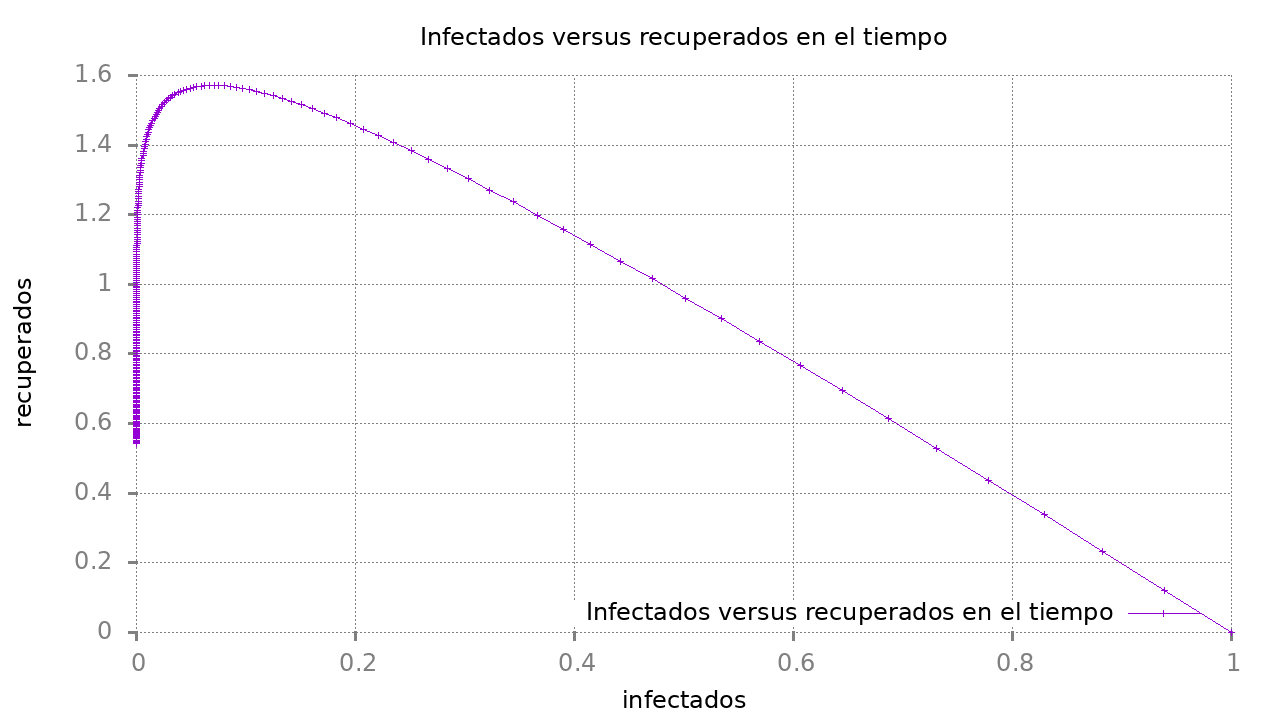 Infectados versus recuperados en el tiempo
1.6
1.4
1.2
1
0.8
0.6
0.4
0.2
0
recuperados
Infectados versus recuperados en el tiempo
0 0.2 0.4 0.6 0.8 1
infectados